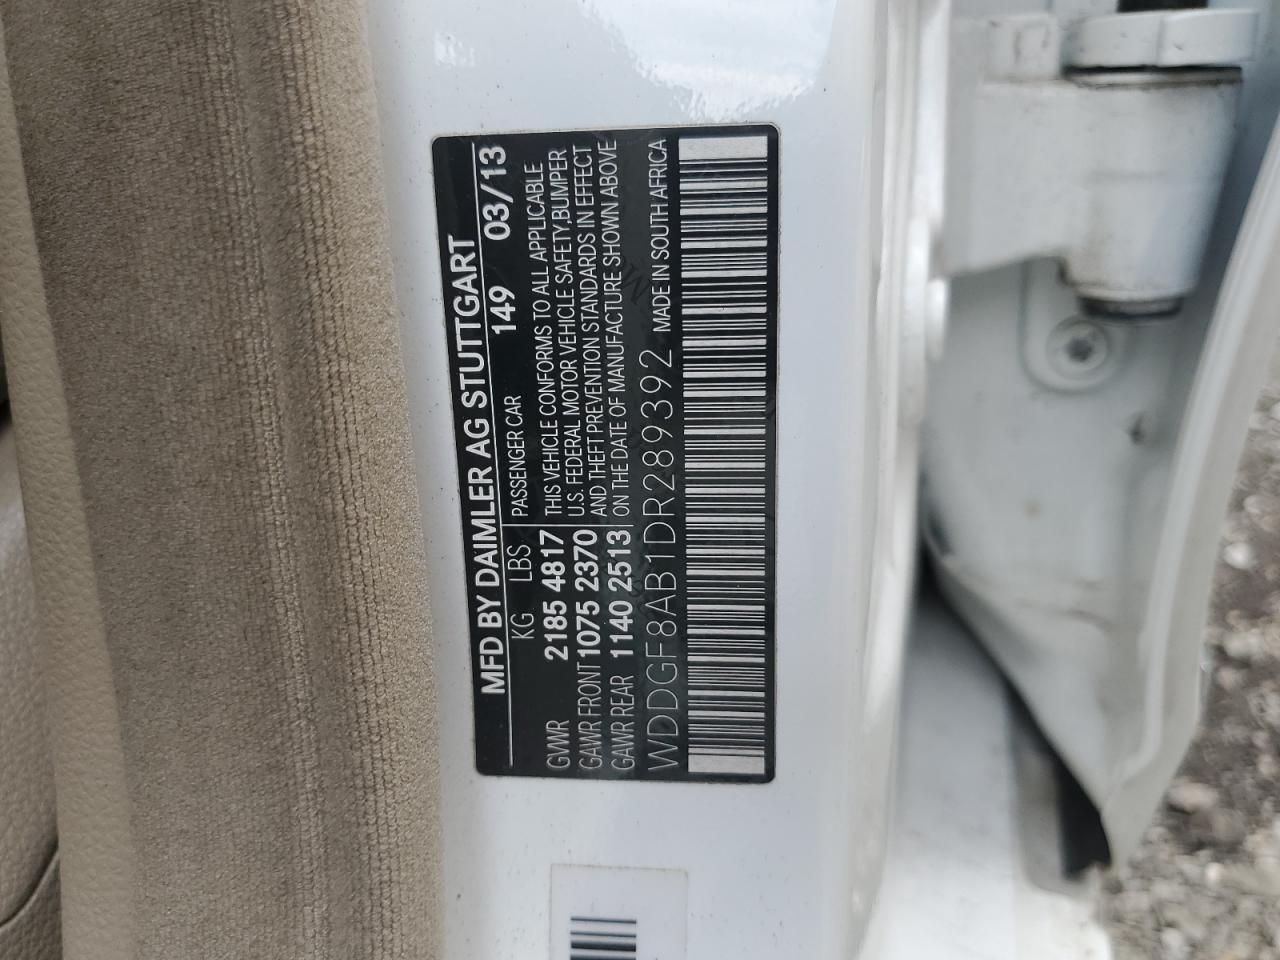 MFD BY DAIMLER AG STUTTGART
KG LBS PASSENGER CAR 149 03/13
GVWR 2185 4817 THIS VEHICLE CONFORMS TO ALL APPLICABLE
U.S. FEDERAL MOTOR VEHICLE SAFETY,BUMPER
GAWR FRONT 1075 2370 AND THEFT PREVENTION STANDARDS IN EFFECT
GAWR REAR 1140 2513 ON THE DATE OF MANUFACTURE SHOWN ABOVE
WDDGF8AB1DR289392 MADE IN SOUTH AFRICA